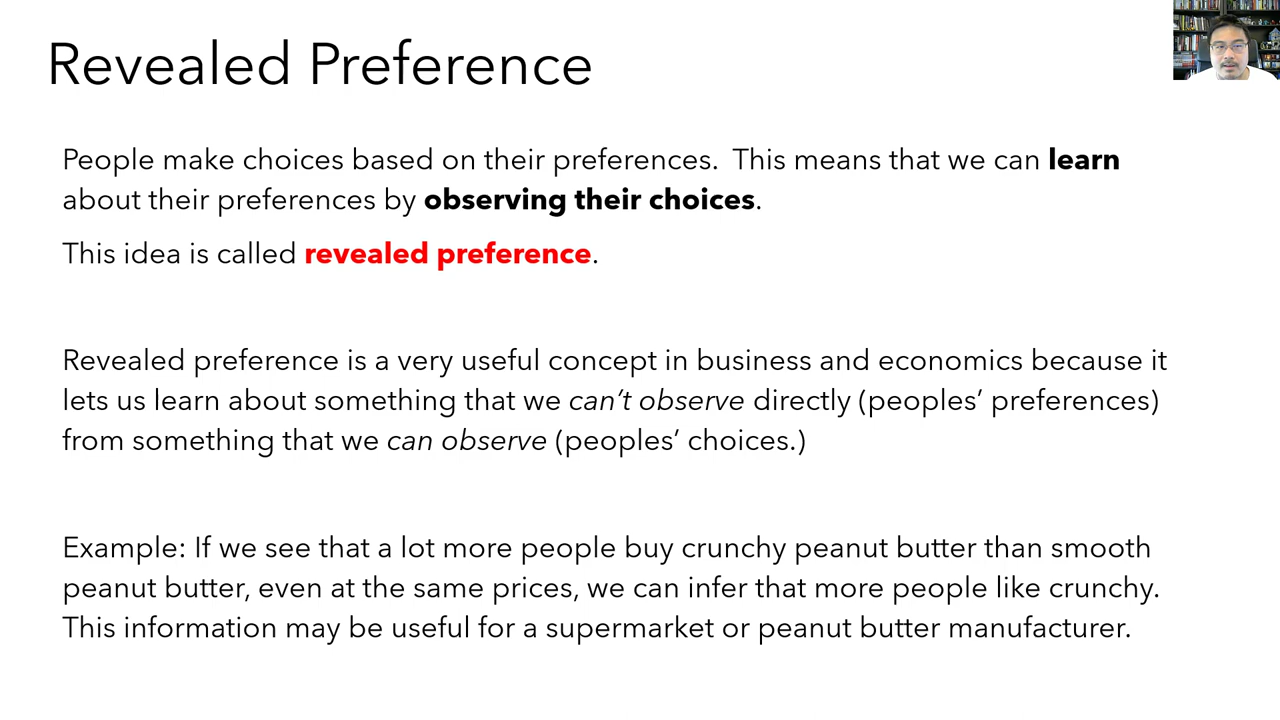 Revealed Preference
People make choices based on their preferences.  This means that we can learn
about their preferences by observing their choices.
This idea is called revealed preference.
Revealed preference is a very useful concept in business and economics because it
lets us learn about something that we can’t observe directly (peoples’ preferences)
from something that we can observe (peoples’ choices.)
Example: If we see that a lot more people buy crunchy peanut butter than smooth
peanut butter, even at the same prices, we can infer that more people like crunchy.
This information may be useful for a supermarket or peanut butter manufacturer.